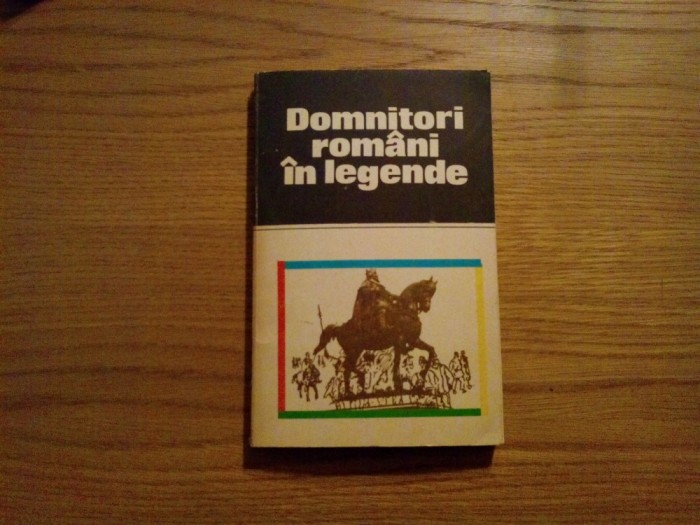 Domnitori
români
în legende